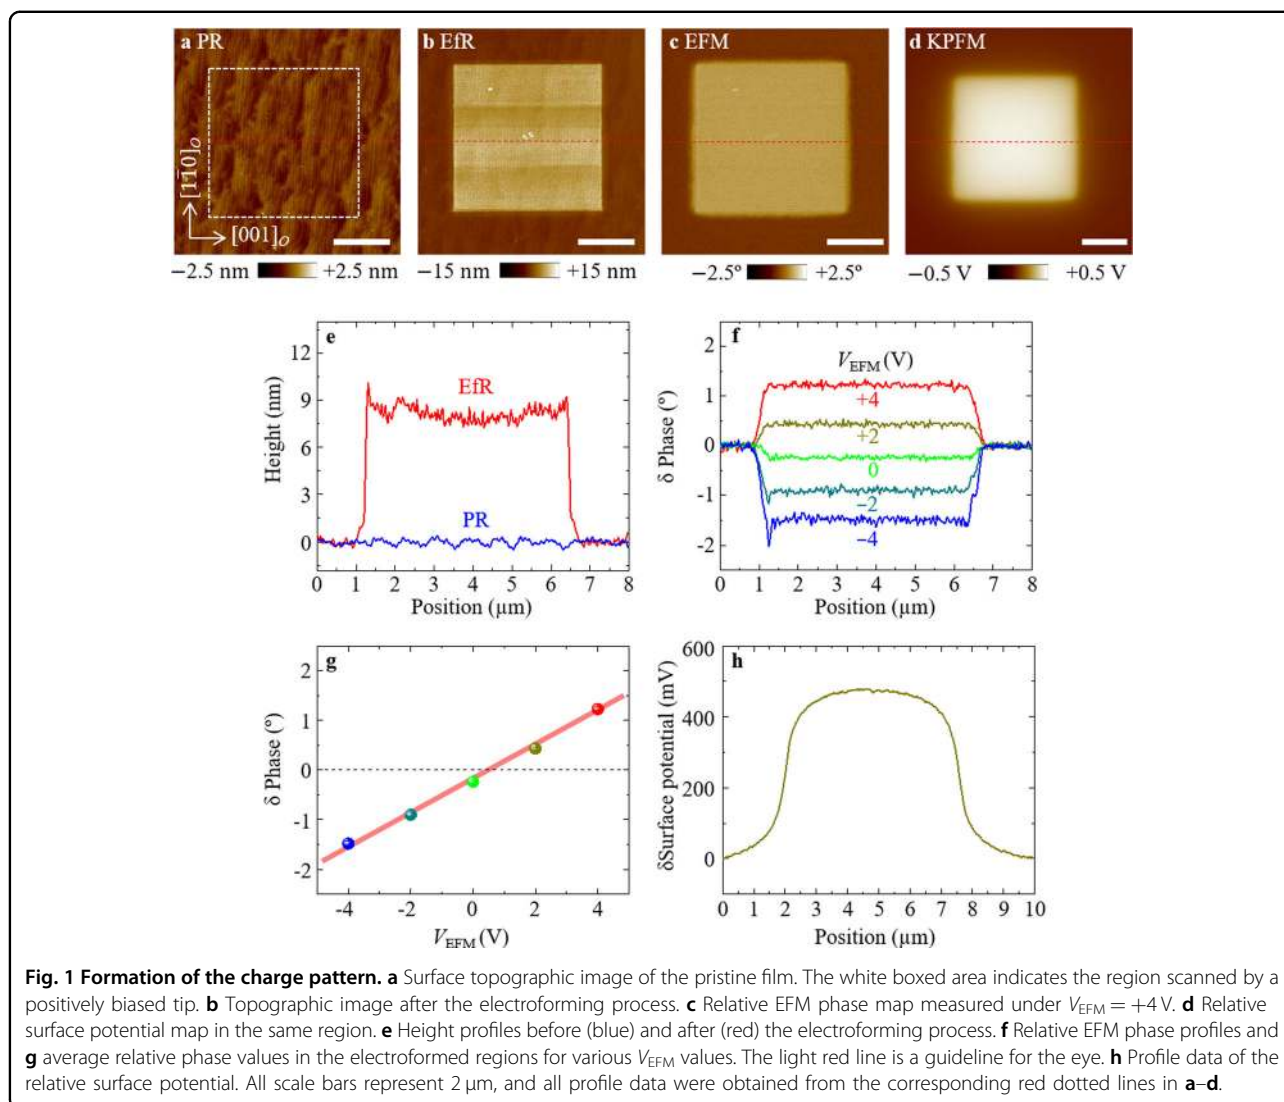 a PR
b EfR
c EFM
d KPFM
[11̄0]O
[001]O
−2.5 nm +2.5 nm
−15 nm +15 nm
−2.5° +2.5°
−0.5 V +0.5 V
e
Height (nm)
12
9
6
3
0
EfR
PR
0 1 2 3 4 5 6 7 8
Position (µm)
f
δ Phase (°)
2
1
0
-1
-2
VEFM (V)
+4
+2
0
−2
−4
0 1 2 3 4 5 6 7 8
Position (µm)
g
δ Phase (°)
2
1
0
-1
-2
-4 -2 0 2 4
VEFM (V)
h
δSurface potential (mV)
600
400
200
0
0 1 2 3 4 5 6 7 8 9 10
Position (µm)
Fig. 1 Formation of the charge pattern. a Surface topographic image of the pristine film. The white boxed area indicates the region scanned by a
positively biased tip. b Topographic image after the electroforming process. c Relative EFM phase map measured under VEFM = +4 V. d Relative
surface potential map in the same region. e Height profiles before (blue) and after (red) the electroforming process. f Relative EFM phase profiles and
g average relative phase values in the electroformed regions for various VEFM values. The light red line is a guideline for the eye. h Profile data of the
relative surface potential. All scale bars represent 2 µm, and all profile data were obtained from the corresponding red dotted lines in a–d.